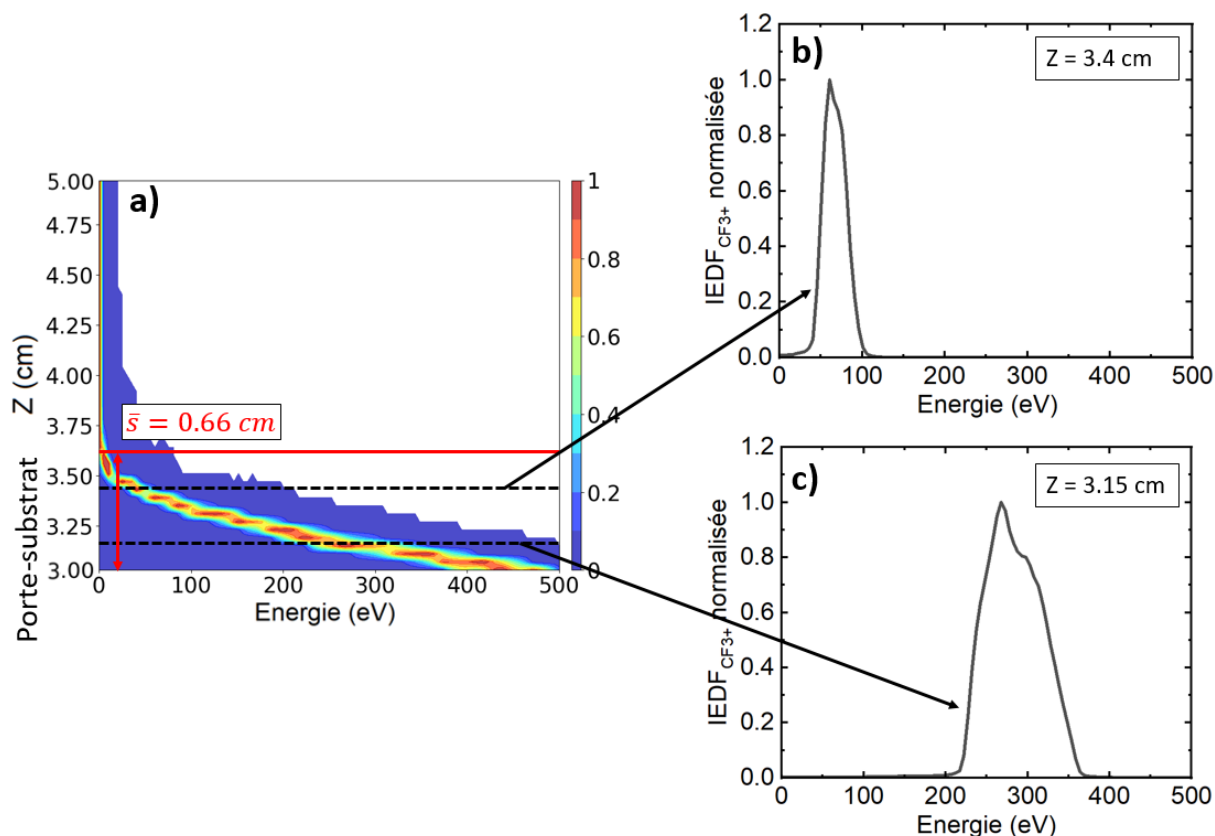 a)
5.00
4.75
4.50
4.25
4.00
3.75
3.50
3.25
3.00
Z (cm)
Porte-substrat
s̄ = 0.66 cm
0 100 200 300 400 500
Energie (eV)
1
0.8
0.6
0.4
0.2
0
b)
Z = 3.4 cm
1.2
1.0
0.8
0.6
0.4
0.2
0.0
IEDF_CF3+ normalisée
0 100 200 300 400 500
Energie (eV)
c)
Z = 3.15 cm
1.2
1.0
0.8
0.6
0.4
0.2
0.0
IEDF_CF3+ normalisée
0 100 200 300 400 500
Energie (eV)